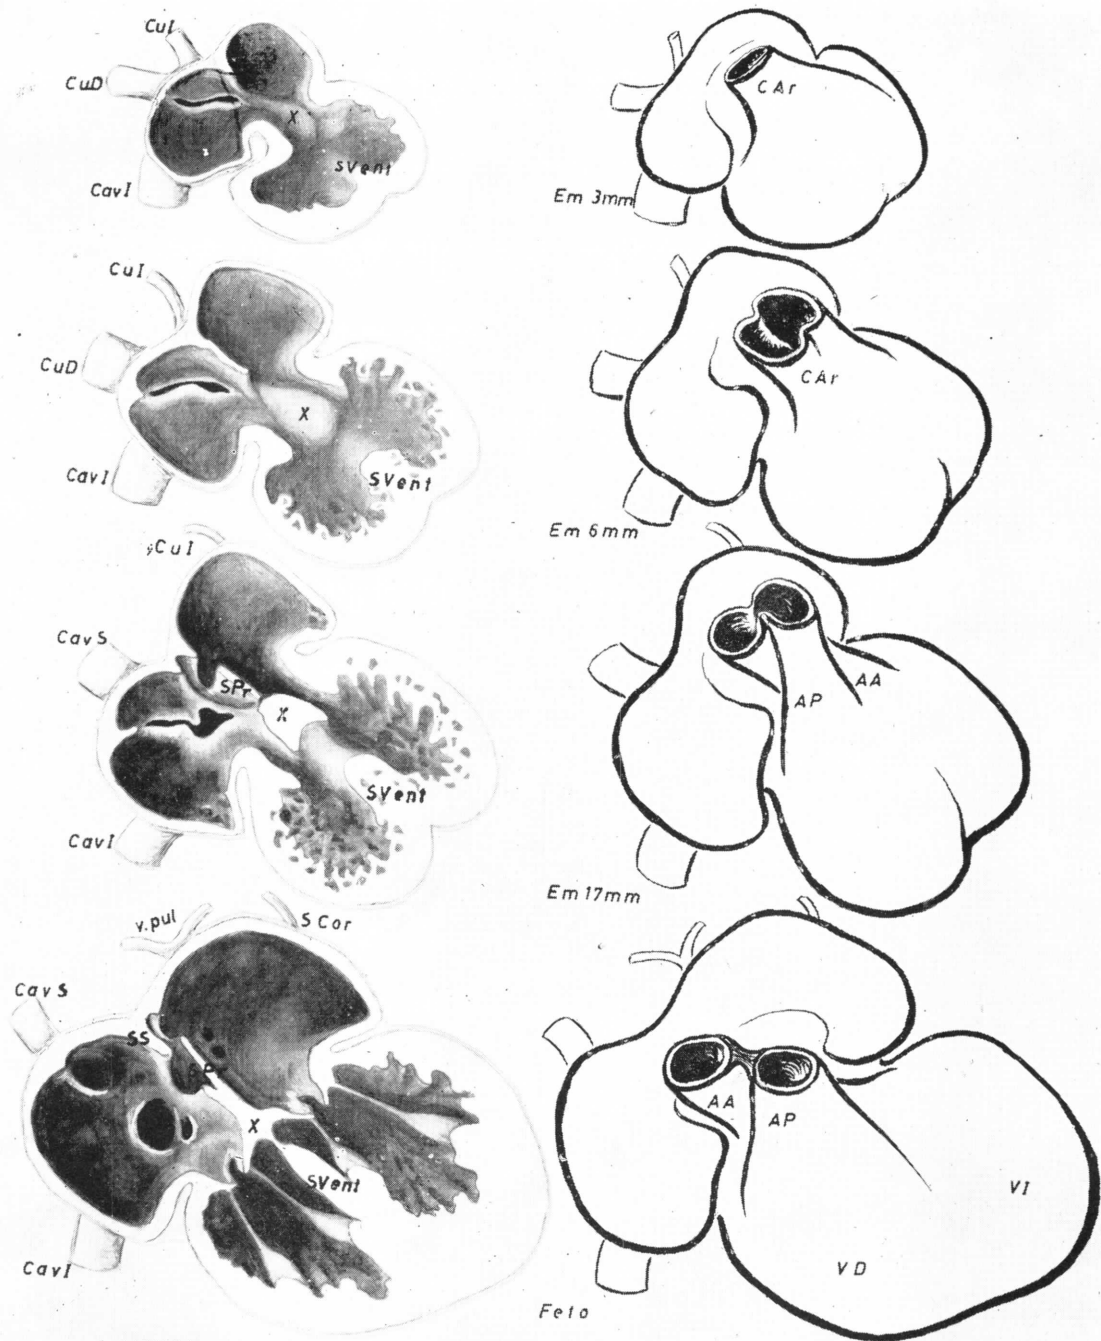 CuI
CuD
X
SVent
CavI
CAr
Em 3mm
CuI
CuD
X
SVent
CavI
CAr
Em 6mm
CuI
CavS
SPr
X
SVent
CavI
AA
AP
Em 17mm
v.pul
S Cor
CavS
SS
X
SVent
CavI
AA
AP
VI
VD
Feto